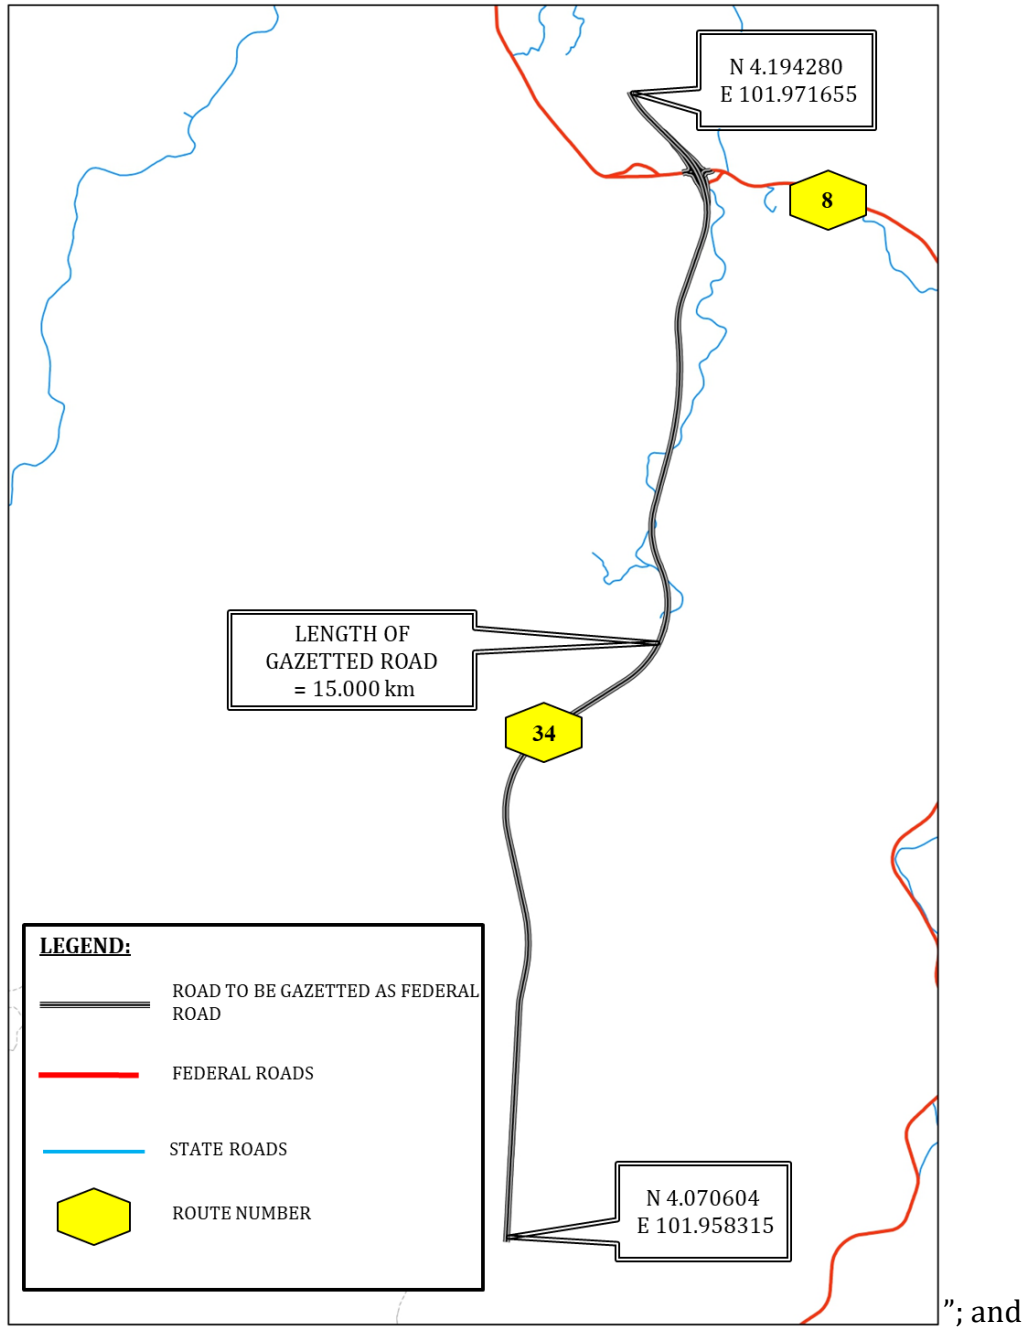 N 4.194280
E 101.971655
8
LENGTH OF
GAZETTED ROAD
= 15.000 km
34
LEGEND:
ROAD TO BE GAZETTED AS FEDERAL
ROAD
FEDERAL ROADS
STATE ROADS
ROUTE NUMBER
N 4.070604
E 101.958315
”; and